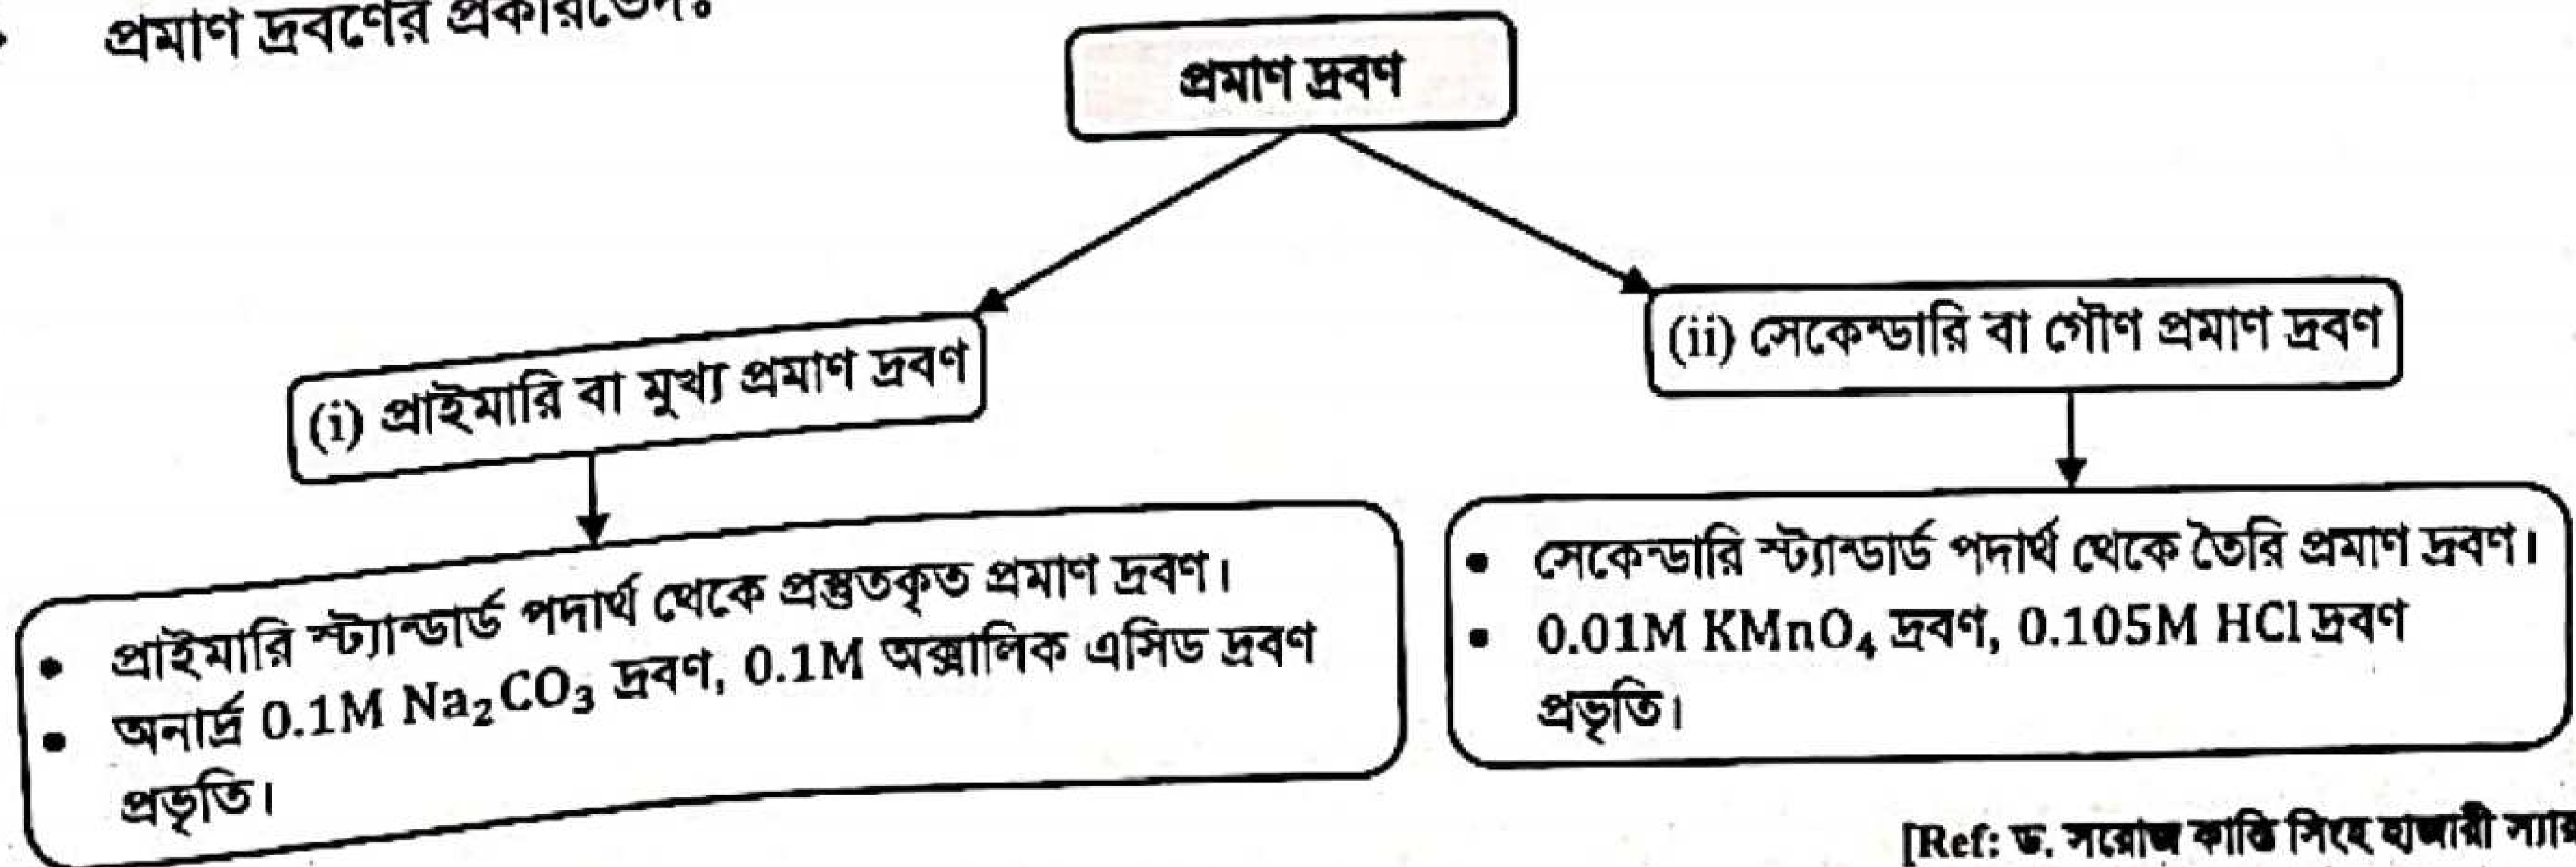 প্রমাণ দ্রবণের প্রকারভেদঃ
প্রমাণ দ্রবণ
(i) প্রাইমারি বা মুখ্য প্রমাণ দ্রবণ
(ii) সেকেন্ডারি বা গৌণ প্রমাণ দ্রবণ
• প্রাইমারি স্ট্যান্ডার্ড পদার্থ থেকে প্রস্তুতকৃত প্রমাণ দ্রবণ।
• অনার্দ্র 0.1M Na₂CO₃ দ্রবণ, 0.1M অক্সালিক এসিড দ্রবণ
প্রভৃতি।
• সেকেন্ডারি স্ট্যান্ডার্ড পদার্থ থেকে তৈরি প্রমাণ দ্রবণ।
• 0.01M KMnO₄ দ্রবণ, 0.105M HCl দ্রবণ
প্রভৃতি।
[Ref: ড. সরোজ কান্তি সিংহ হাজারী স্যার